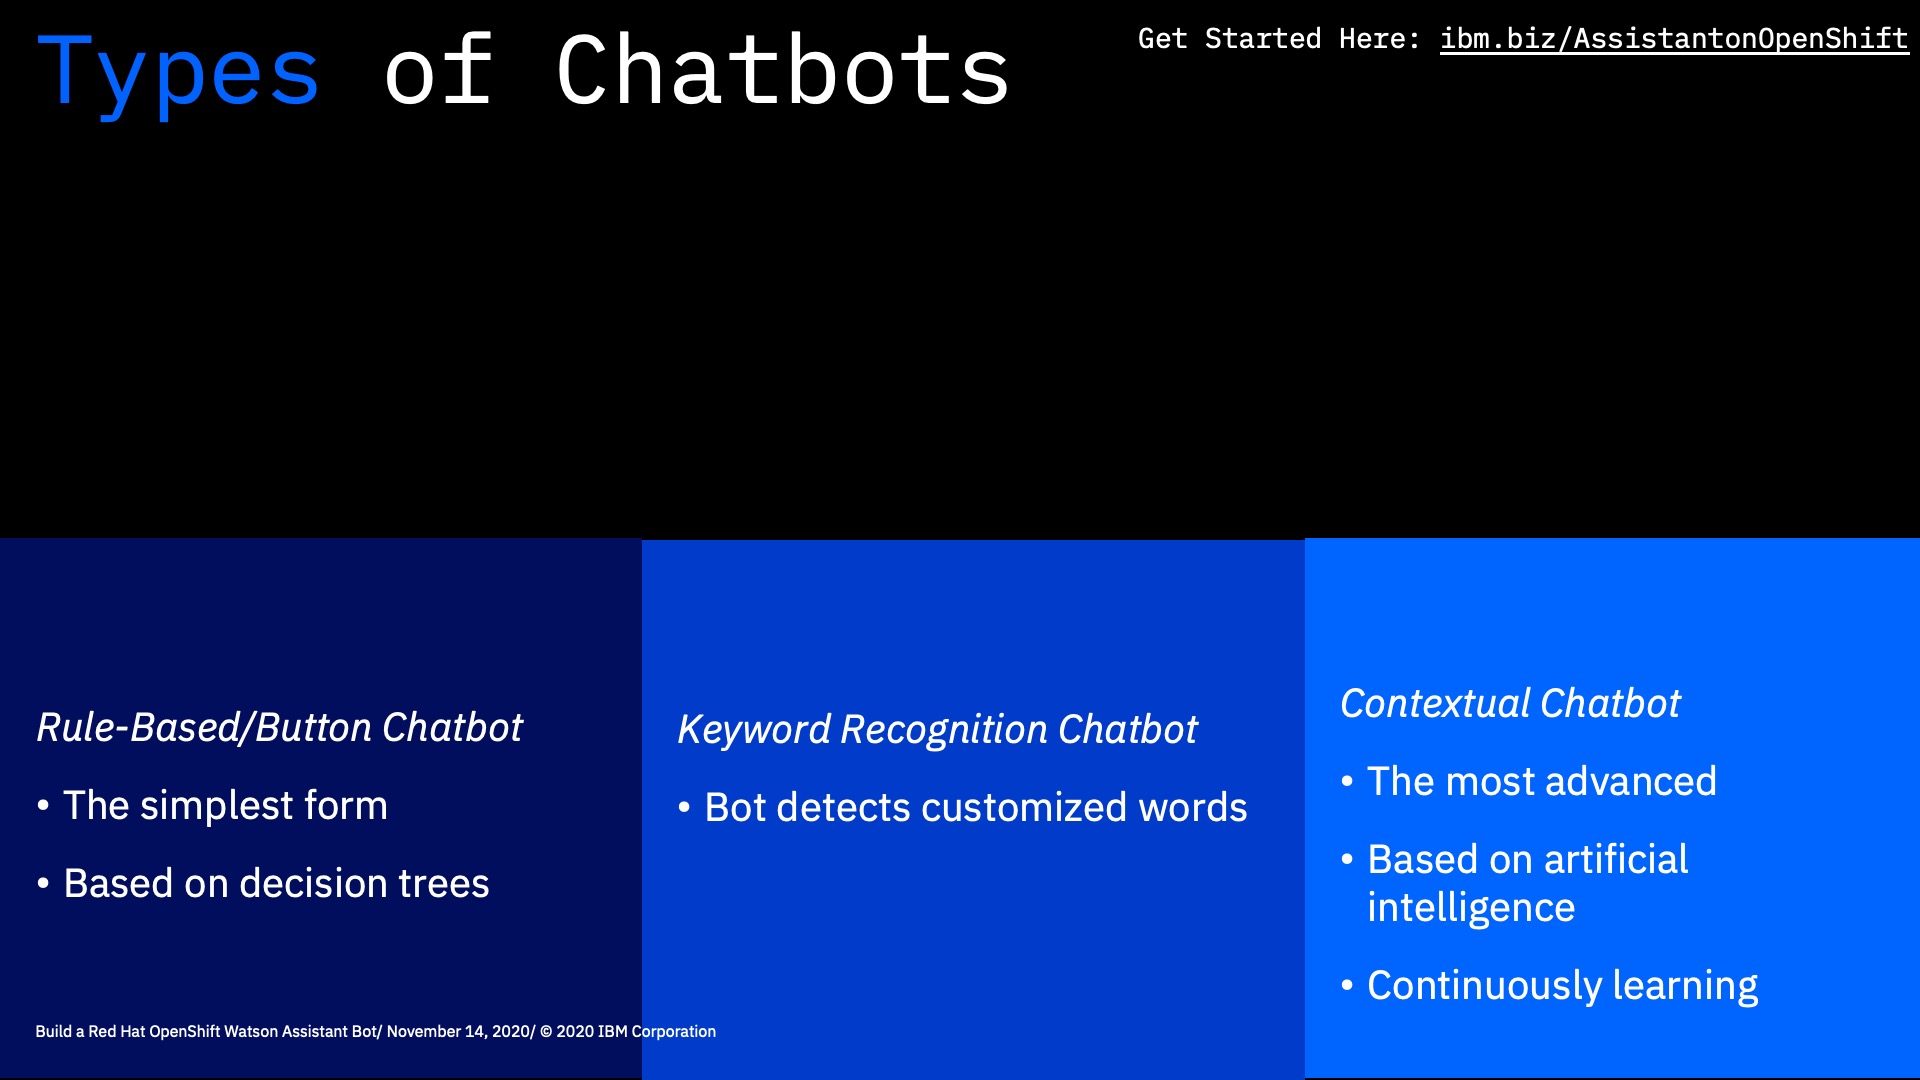 Types of Chatbots
Get Started Here: ibm.biz/AssistantonOpenShift
Rule-Based/Button Chatbot
• The simplest form
• Based on decision trees
Keyword Recognition Chatbot
• Bot detects customized words
Contextual Chatbot
• The most advanced
• Based on artificial
intelligence
• Continuously learning
Build a Red Hat OpenShift Watson Assistant Bot/ November 14, 2020/ © 2020 IBM Corporation